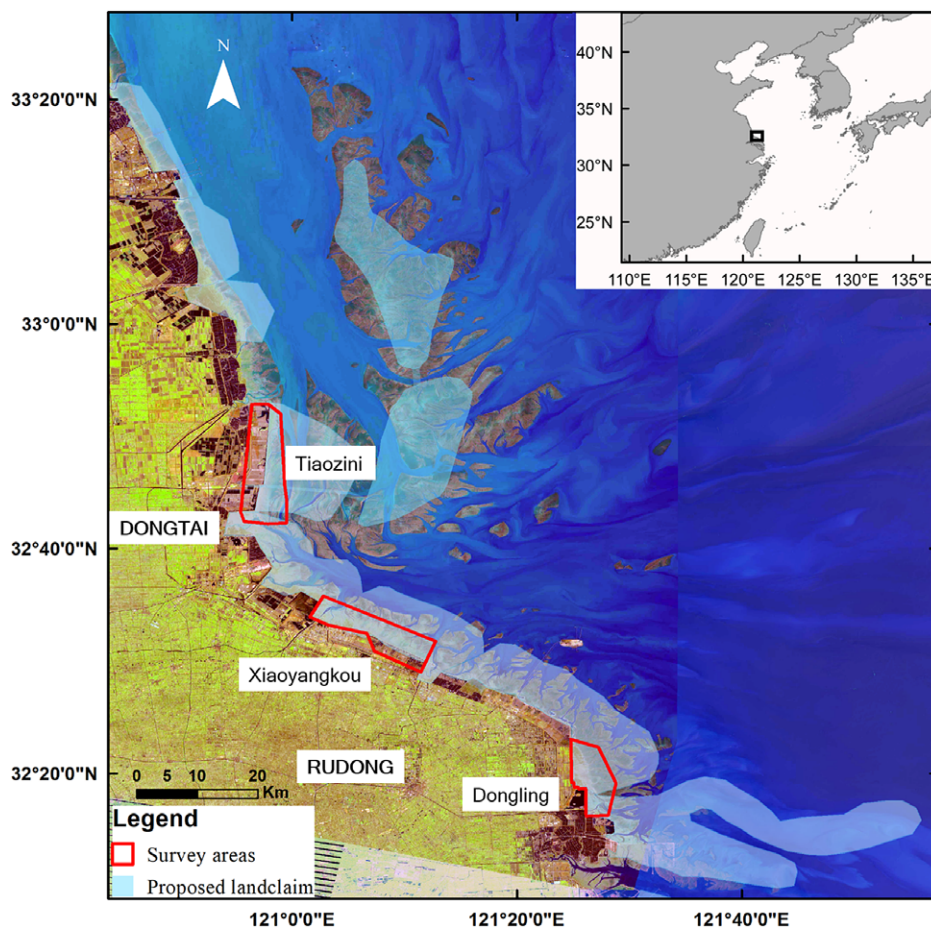 N
33°20'0"N
33°0'0"N
32°40'0"N
32°20'0"N
40°N
35°N
30°N
25°N
110°E 115°E 120°E 125°E 130°E 135°E
Tiaozini
DONGTAI
Xiaoyangkou
RUDONG
Dongling
0 5 10 20
Km
Legend
Survey areas
Proposed landclaim
121°0'0"E 121°20'0"E 121°40'0"E